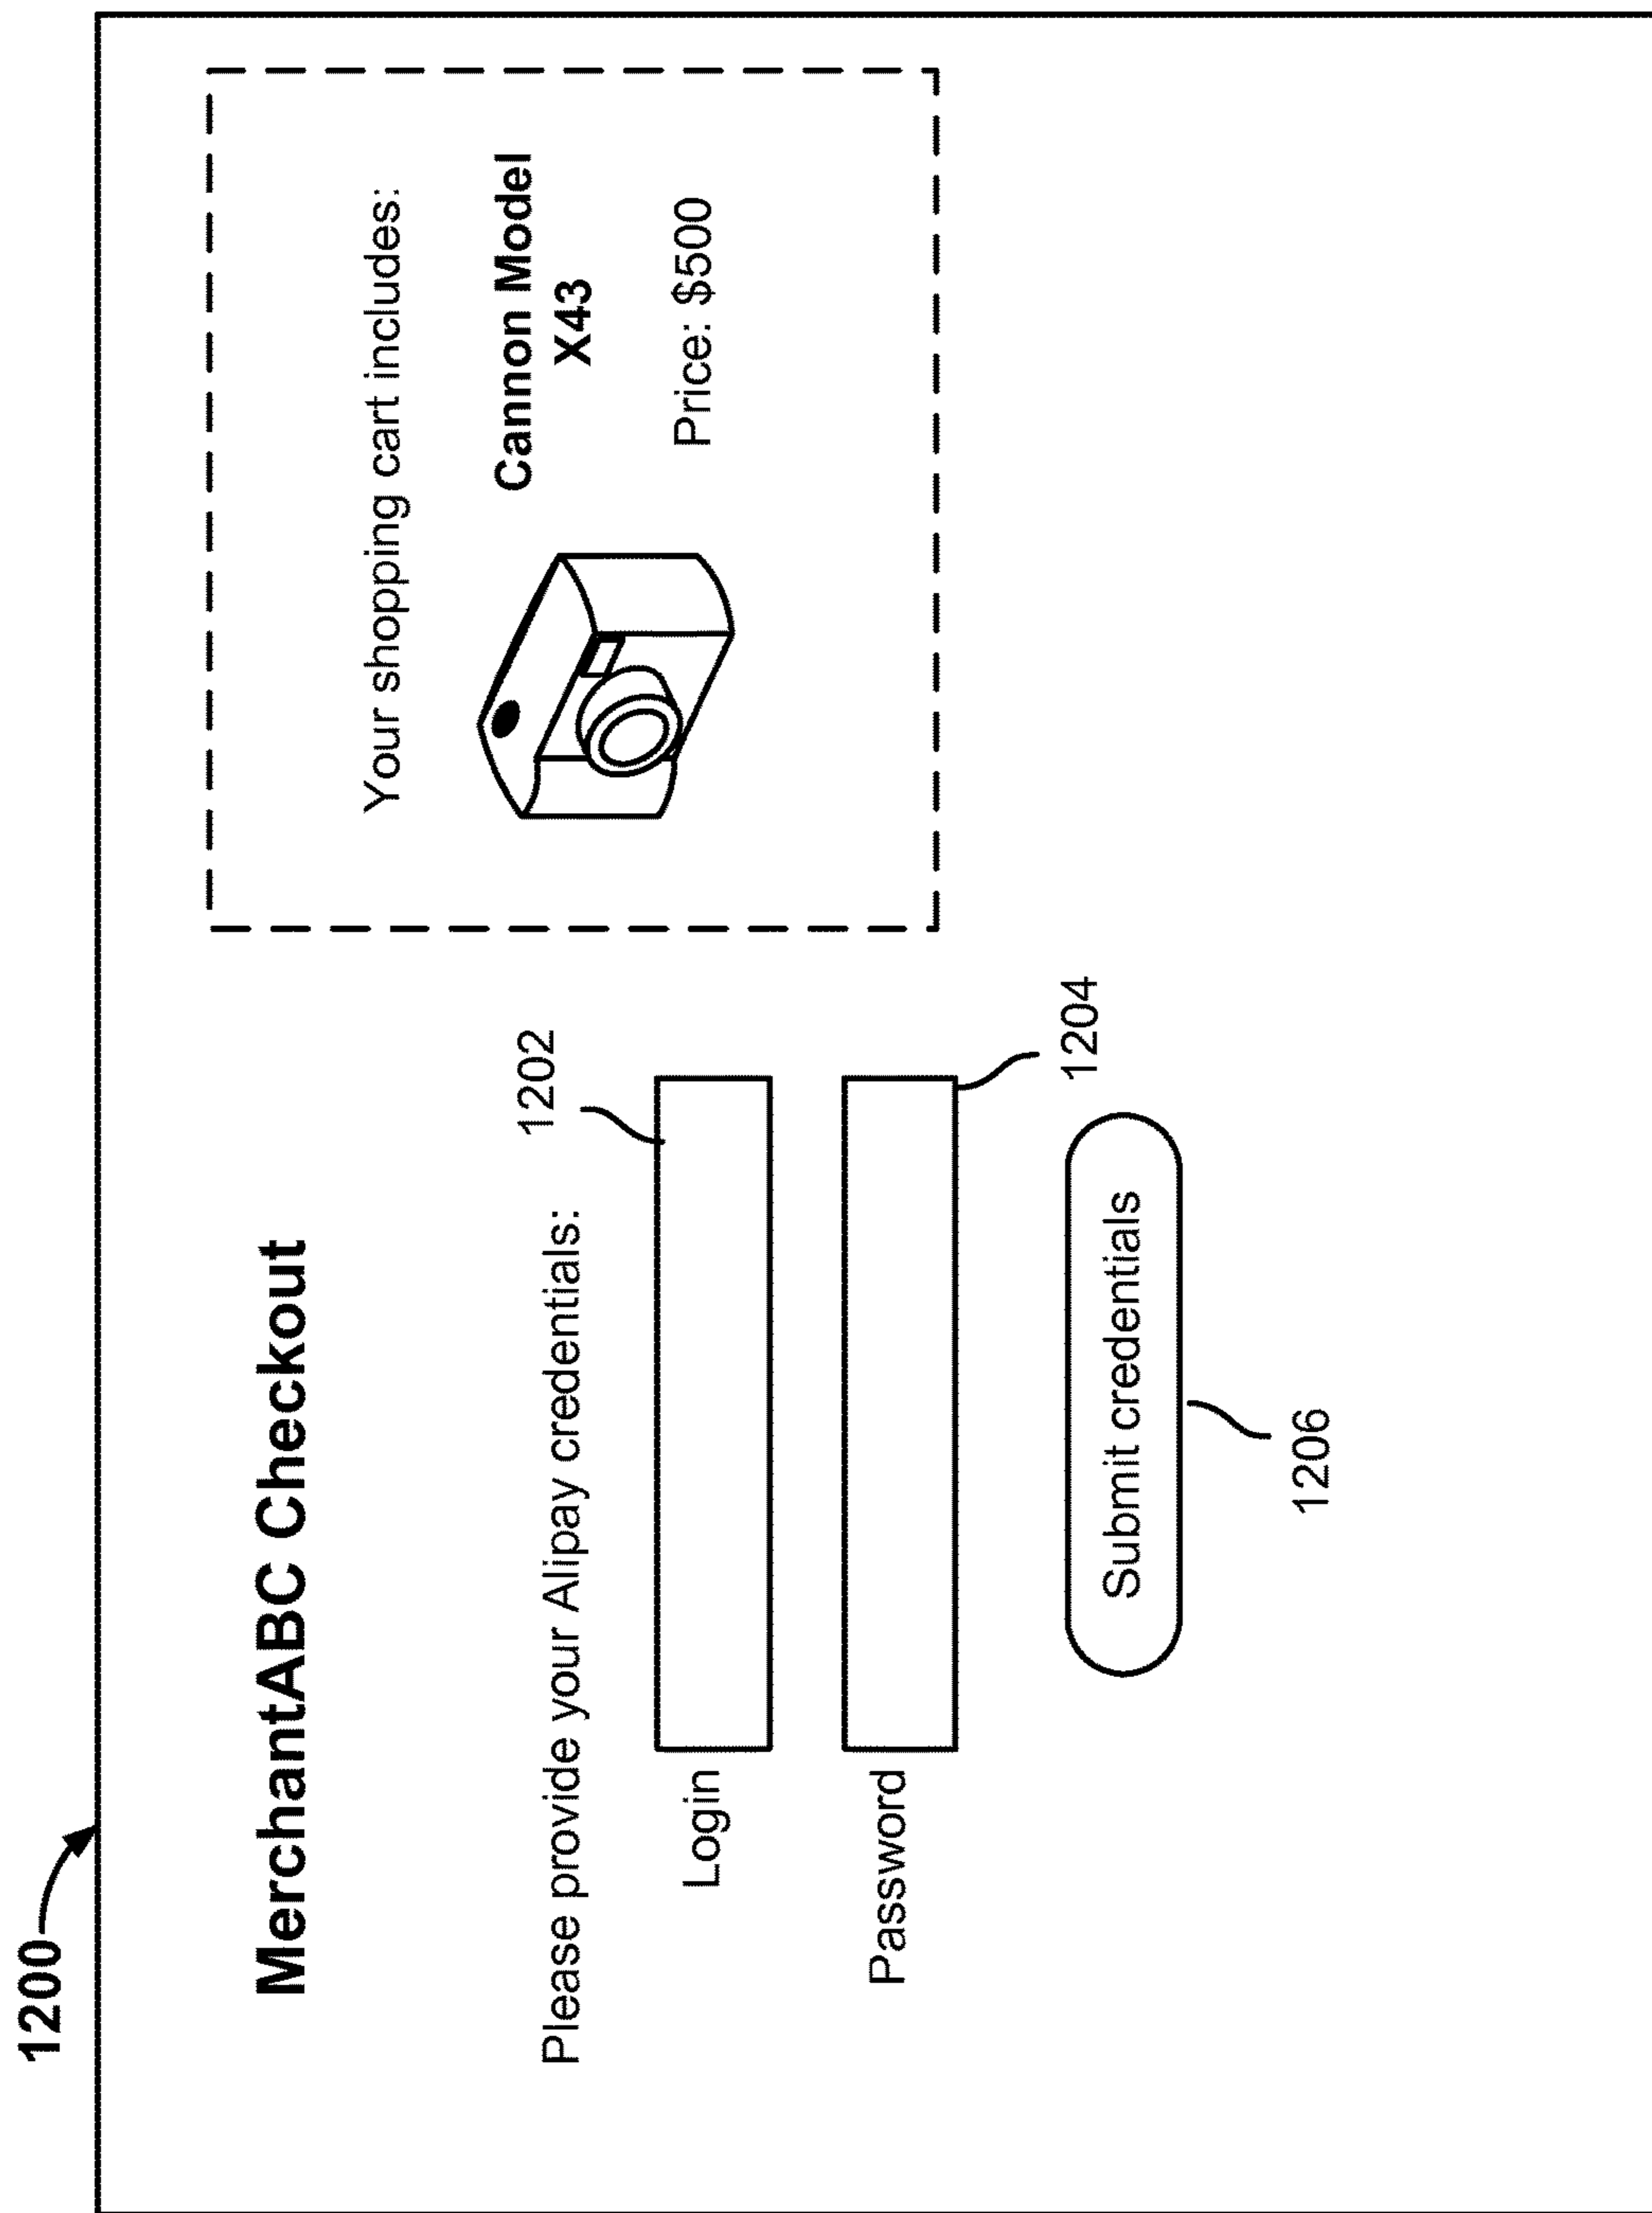 1200
MerchantABC Checkout
Please provide your Alipay credentials:
1202
Login
Password
1204
Submit credentials
1206
Your shopping cart includes:
Cannon Model
X43
Price: $500